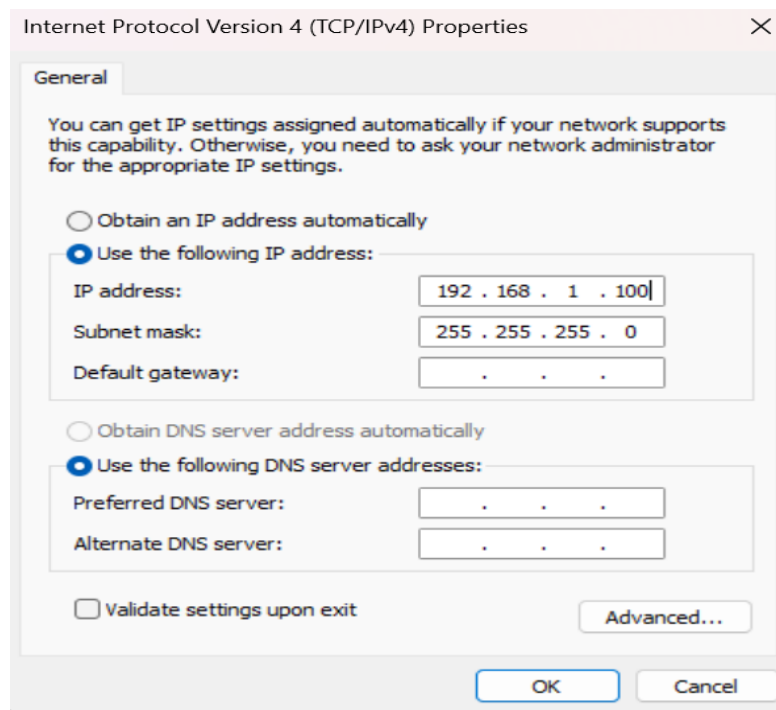 Internet Protocol Version 4 (TCP/IPv4) Properties
General
You can get IP settings assigned automatically if your network supports
this capability. Otherwise, you need to ask your network administrator
for the appropriate IP settings.
Obtain an IP address automatically
Use the following IP address:
IP address: 192 . 168 . 1 . 100
Subnet mask: 255 . 255 . 255 . 0
Default gateway: . . .
Obtain DNS server address automatically
Use the following DNS server addresses:
Preferred DNS server: . . .
Alternate DNS server: . . .
Validate settings upon exit
Advanced...
OK Cancel